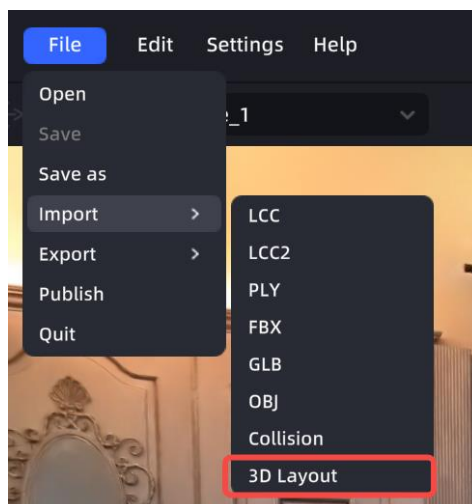 File Edit Settings Help
Open
e_1
Save
Save as
Import
LCC
Export
LCC2
Publish
PLY
Quit
FBX
GLB
OBJ
Collision
3D Layout